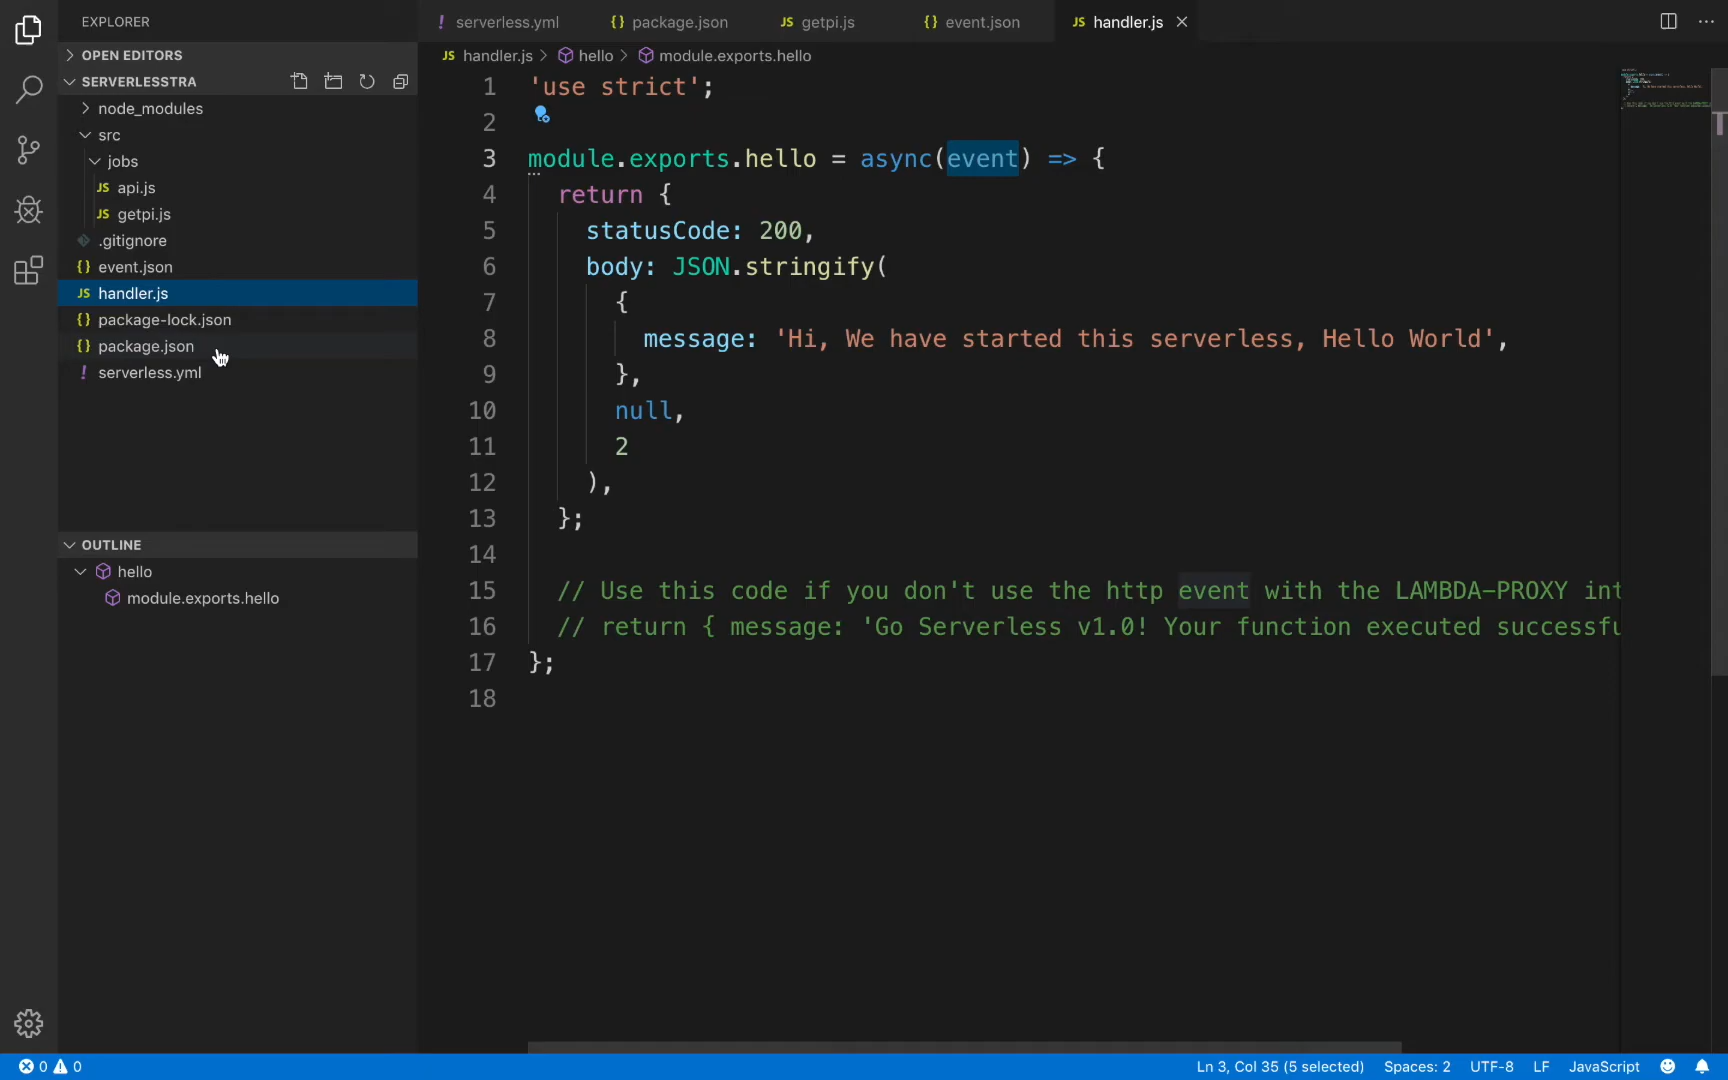 EXPLORER
OPEN EDITORS
SERVERLESSTRA
node_modules
src
jobs
JS api.js
JS getpi.js
.gitignore
{} event.json
JS handler.js
{} package-lock.json
{} package.json
! serverless.yml
OUTLINE
hello
module.exports.hello
! serverless.yml {} package.json JS getpi.js {} event.json JS handler.js
JS handler.js > hello > module.exports.hello
1 'use strict';
2
3 module.exports.hello = async(event) => {
4 return {
5 statusCode: 200,
6 body: JSON.stringify(
7 {
8 message: 'Hi, We have started this serverless, Hello World',
9 },
10 null,
11 2
12 ),
13 };
14
15 // Use this code if you don't use the http event with the LAMBDA-PROXY int
16 // return { message: 'Go Serverless v1.0! Your function executed successfu
17 };
18
0 0 Ln 3, Col 35 (5 selected) Spaces: 2 UTF-8 LF JavaScript